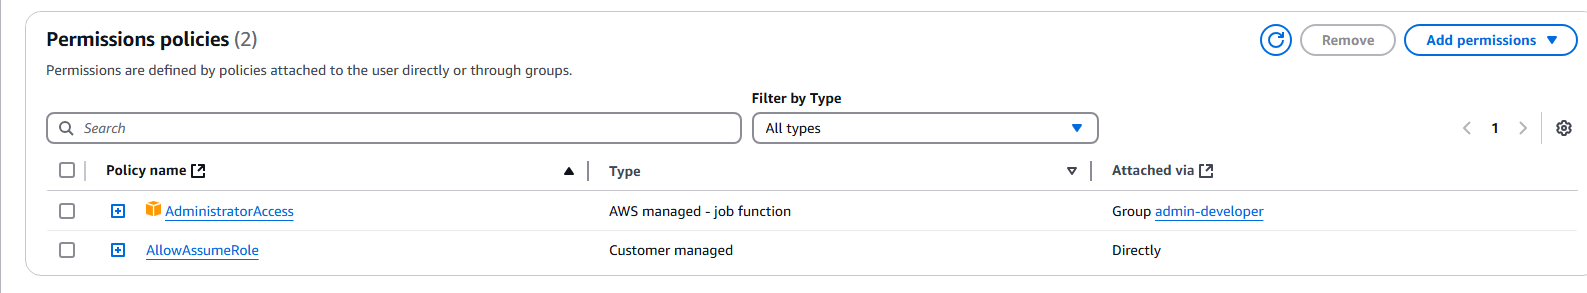 Permissions policies (2)
Remove
Add permissions
Permissions are defined by policies attached to the user directly or through groups.
Filter by Type
Search
All types
1
Policy name
Type
Attached via
AdministratorAccess
AWS managed - job function
Group admin-developer
AllowAssumeRole
Customer managed
Directly